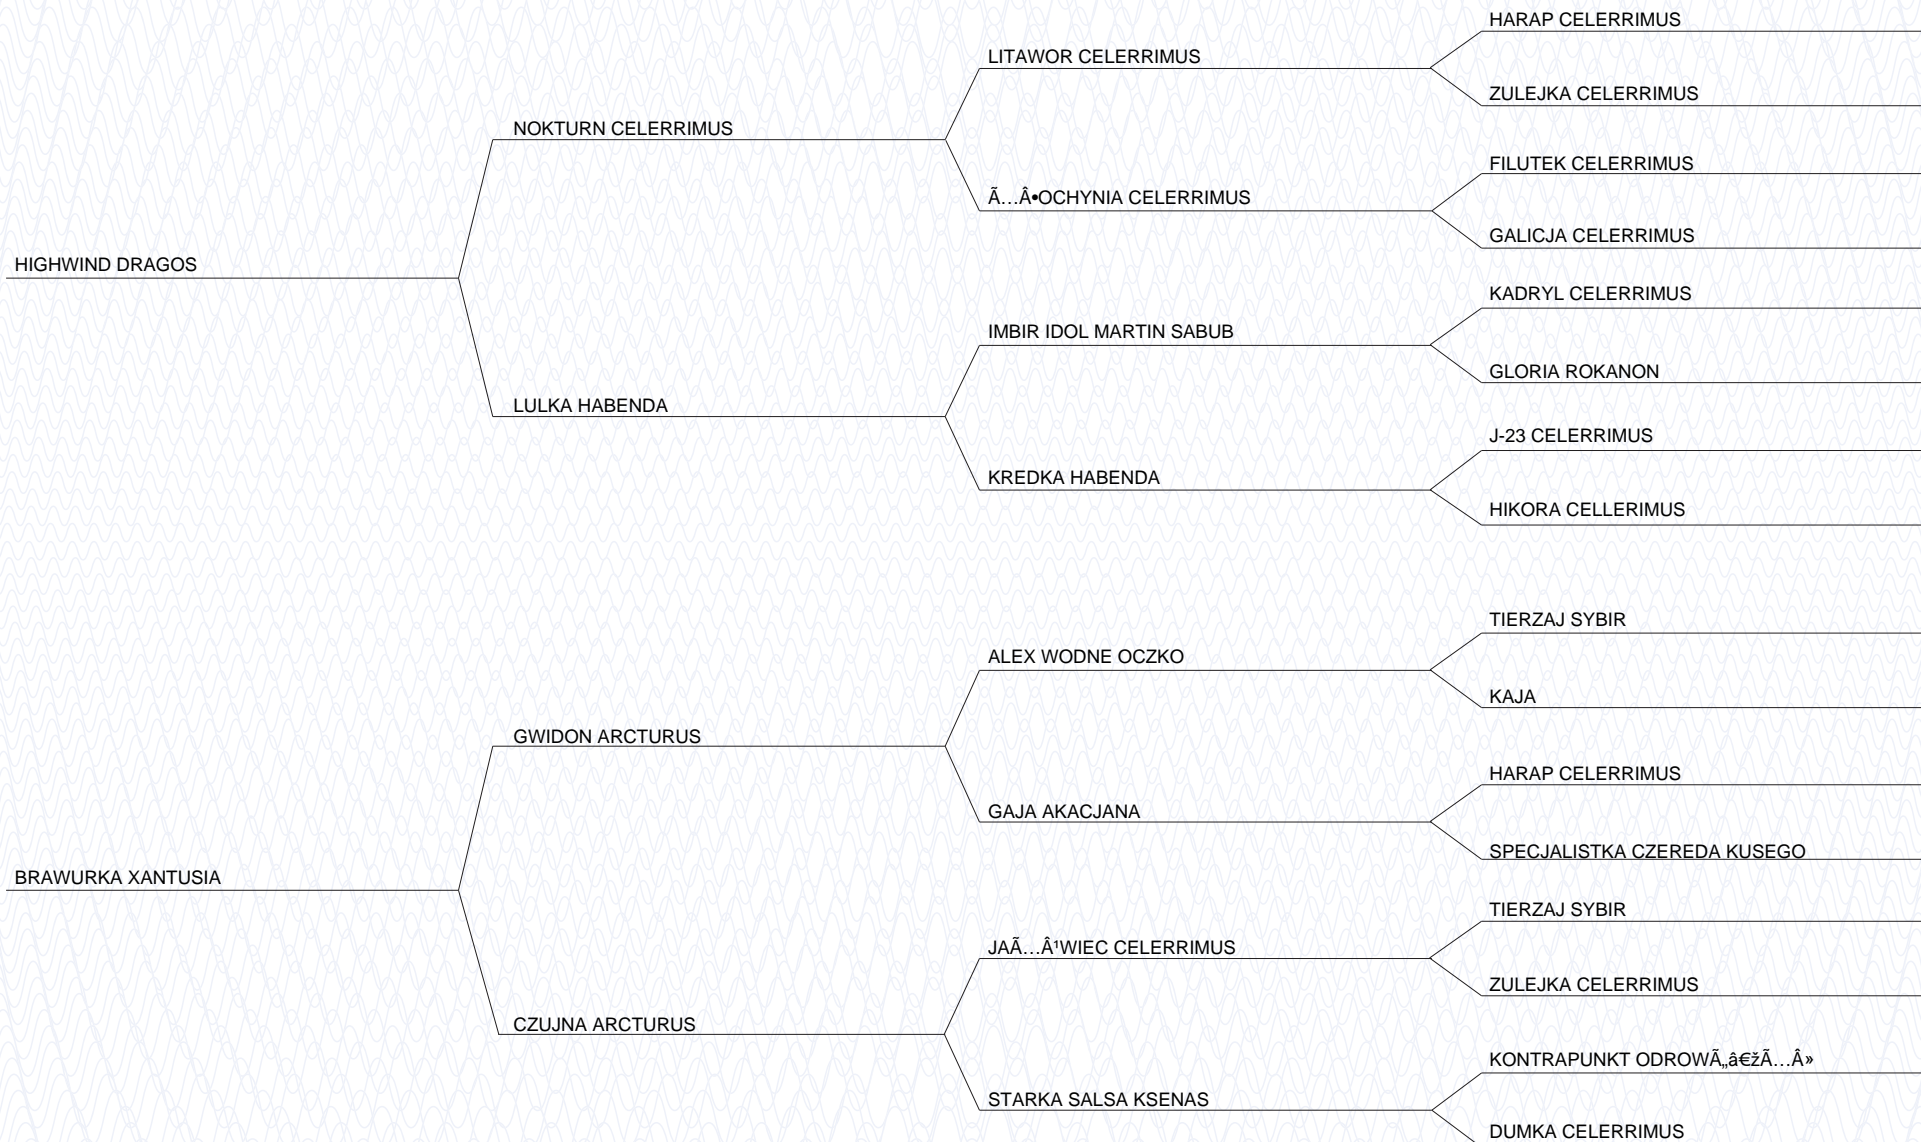 HARAP CELERRIMUS
LITAWOR CELERRIMUS
ZULEJKA CELERRIMUS
NOKTURN CELERRIMUS
FILUTEK CELERRIMUS
Ã…Â•OCHYNIA CELERRIMUS
GALICJA CELERRIMUS
HIGHWIND DRAGOS
KADRYL CELERRIMUS
IMBIR IDOL MARTIN SABUB
GLORIA ROKANON
LULKA HABENDA
J-23 CELERRIMUS
KREDKA HABENDA
HIKORA CELLERIMUS
TIERZAJ SYBIR
ALEX WODNE OCZKO
KAJA
GWIDON ARCTURUS
HARAP CELERRIMUS
GAJA AKACJANA
SPECJALISTKA CZEREDA KUSEGO
BRAWURKA XANTUSIA
TIERZAJ SYBIR
JAÃ…Â¹WIEC CELERRIMUS
ZULEJKA CELERRIMUS
CZUJNA ARCTURUS
KONTRAPUNKT ODROWÃ„â€žÃ…Â»
STARKA SALSA KSENAS
DUMKA CELERRIMUS